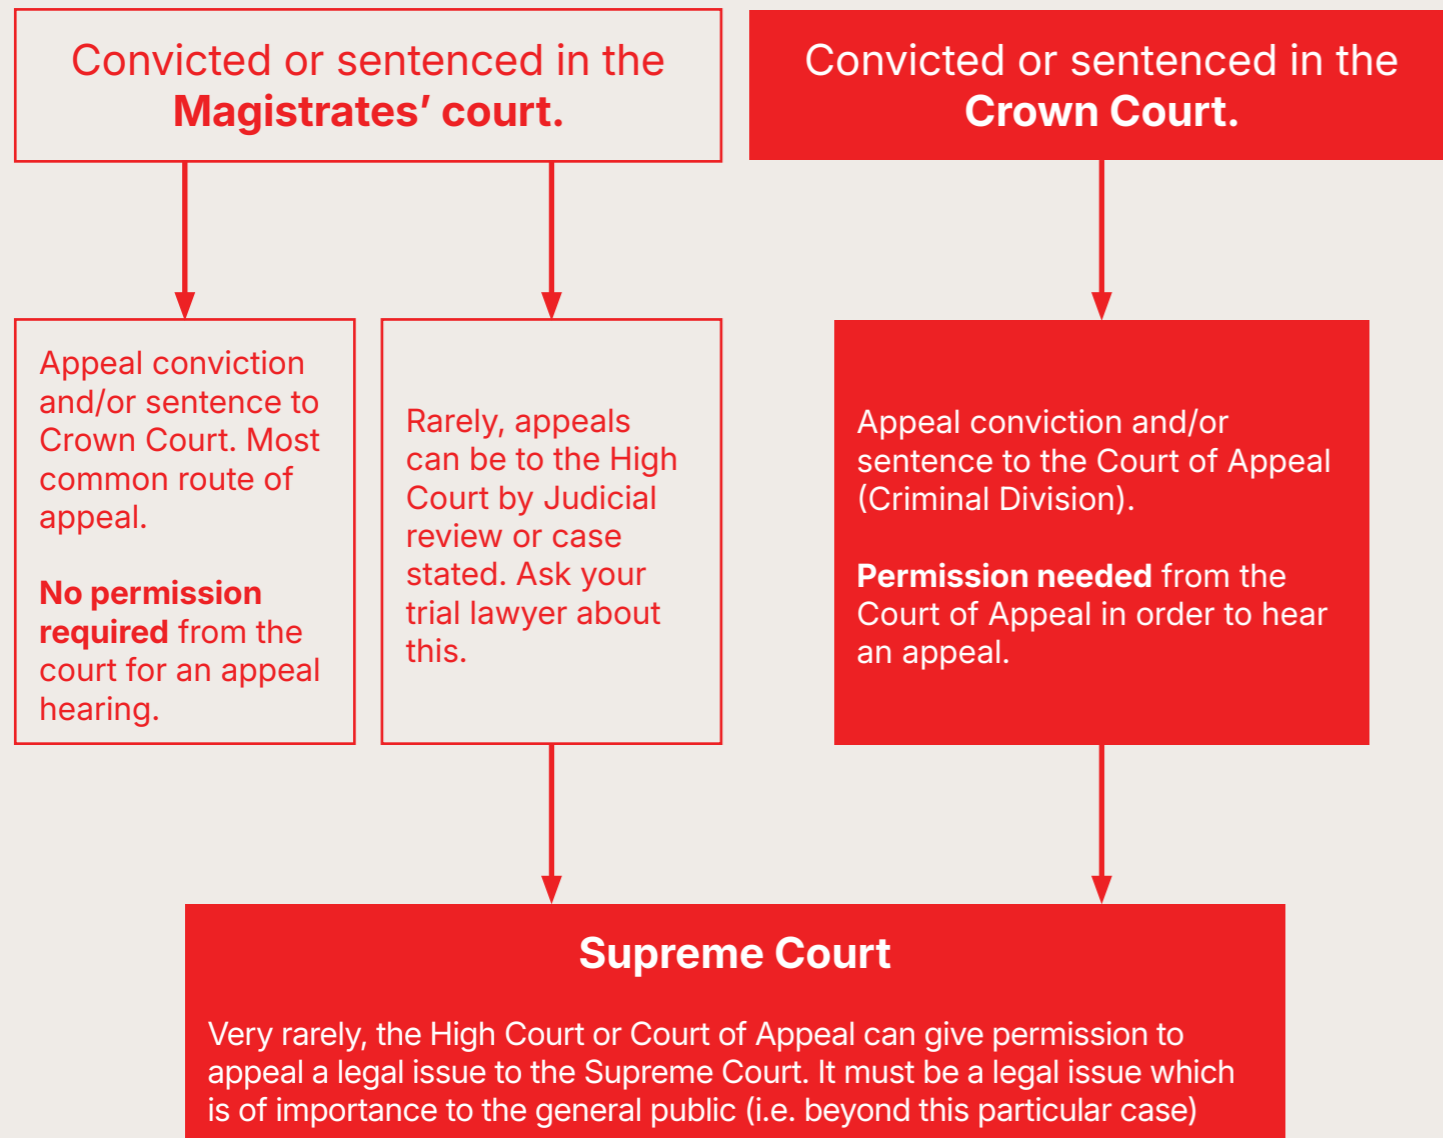 Convicted or sentenced in the
Magistrates’ court.
Convicted or sentenced in the
Crown Court.
Appeal conviction
and/or sentence to
Crown Court. Most
common route of
appeal.
No permission
required from the
court for an appeal
hearing.
Rarely, appeals
can be to the High
Court by Judicial
review or case
stated. Ask your
trial lawyer about
this.
Appeal conviction and/or
sentence to the Court of Appeal
(Criminal Division).
Permission needed from the
Court of Appeal in order to hear
an appeal.
Supreme Court
Very rarely, the High Court or Court of Appeal can give permission to
appeal a legal issue to the Supreme Court. It must be a legal issue which
is of importance to the general public (i.e. beyond this particular case)